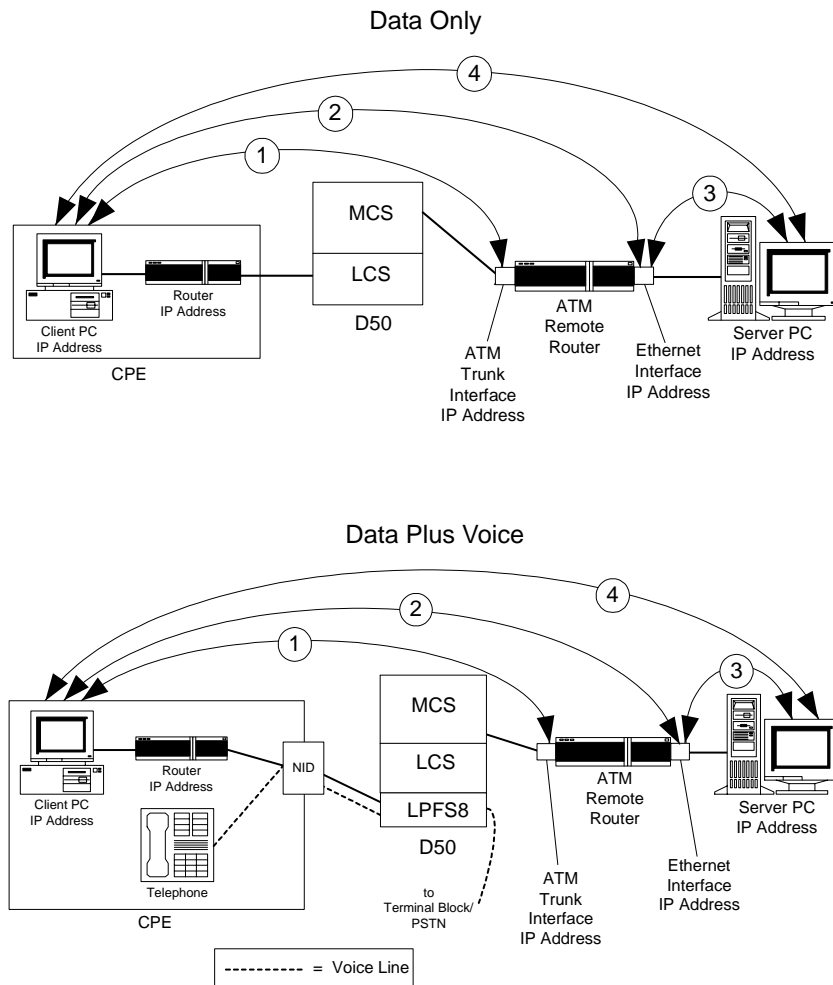 Data Only
4
2
1
3
MCS
LCS
D50
Client PC
IP Address
Router
IP Address
CPE
ATM
Trunk
Interface
IP Address
ATM
Remote
Router
Ethernet
Interface
IP Address
Server PC
IP Address
Data Plus Voice
4
2
1
3
MCS
LCS
LPFS8
D50
Client PC
IP Address
Router
IP Address
NID
Telephone
CPE
to
Terminal Block/
PSTN
ATM
Trunk
Interface
IP Address
ATM
Remote
Router
Ethernet
Interface
IP Address
Server PC
IP Address
= Voice Line